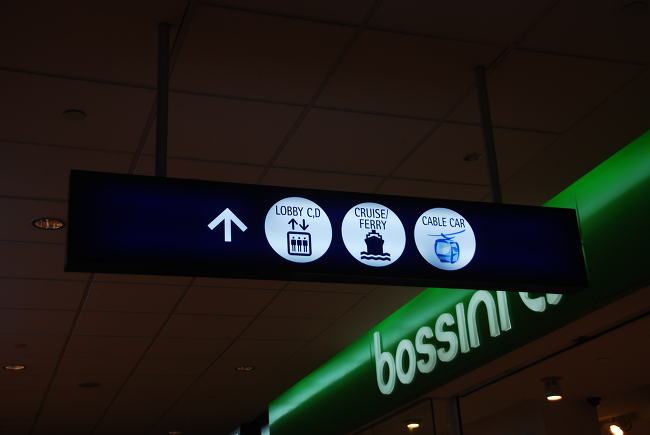 LOBBY C,D
CRUISE/
FERRY
CABLE CAR
bossini